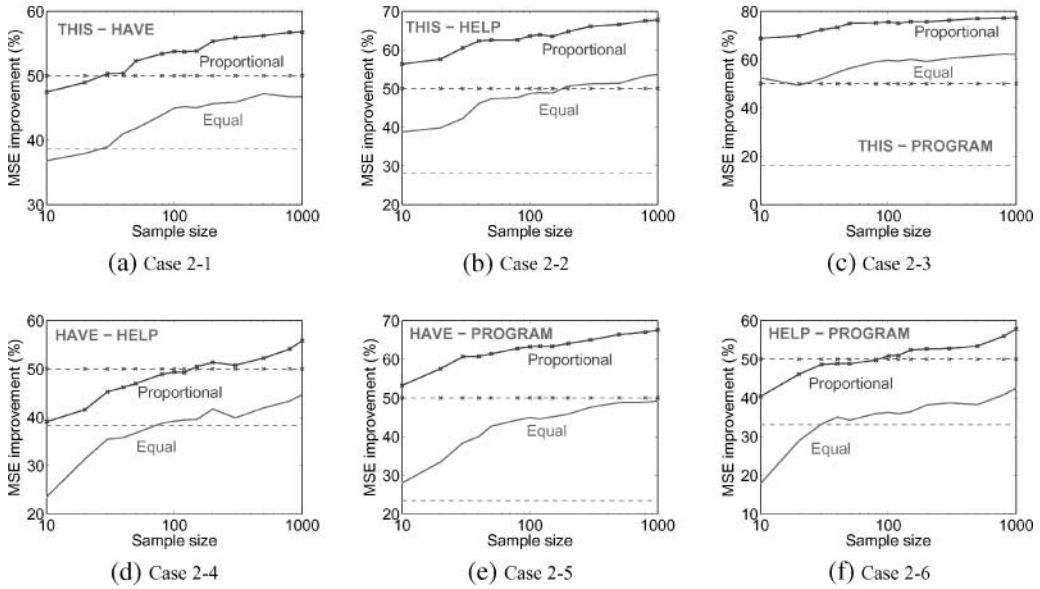 THIS – HAVE
Proportional
Equal
MSE improvement (%)
60
50
40
30
10
100
1000
Sample size
(a) Case 2-1
THIS – HELP
Proportional
Equal
MSE improvement (%)
70
60
50
40
30
20
10
100
1000
Sample size
(b) Case 2-2
Proportional
Equal
THIS – PROGRAM
MSE improvement (%)
80
60
40
20
0
10
100
1000
Sample size
(c) Case 2-3
HAVE – HELP
Proportional
Equal
MSE improvement (%)
60
50
40
30
20
10
100
1000
Sample size
(d) Case 2-4
HAVE – PROGRAM
Proportional
Equal
MSE improvement (%)
70
60
50
40
30
20
10
100
1000
Sample size
(e) Case 2-5
HELP – PROGRAM
Proportional
Equal
MSE improvement (%)
60
50
40
30
20
10
10
100
1000
Sample size
(f) Case 2-6